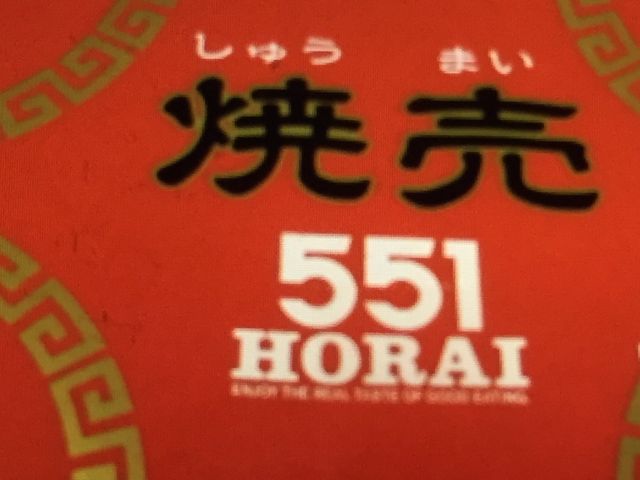 しゅう まい
焼売
551
HORAI
ENJOY THE REAL TASTE OF GOOD EATING.